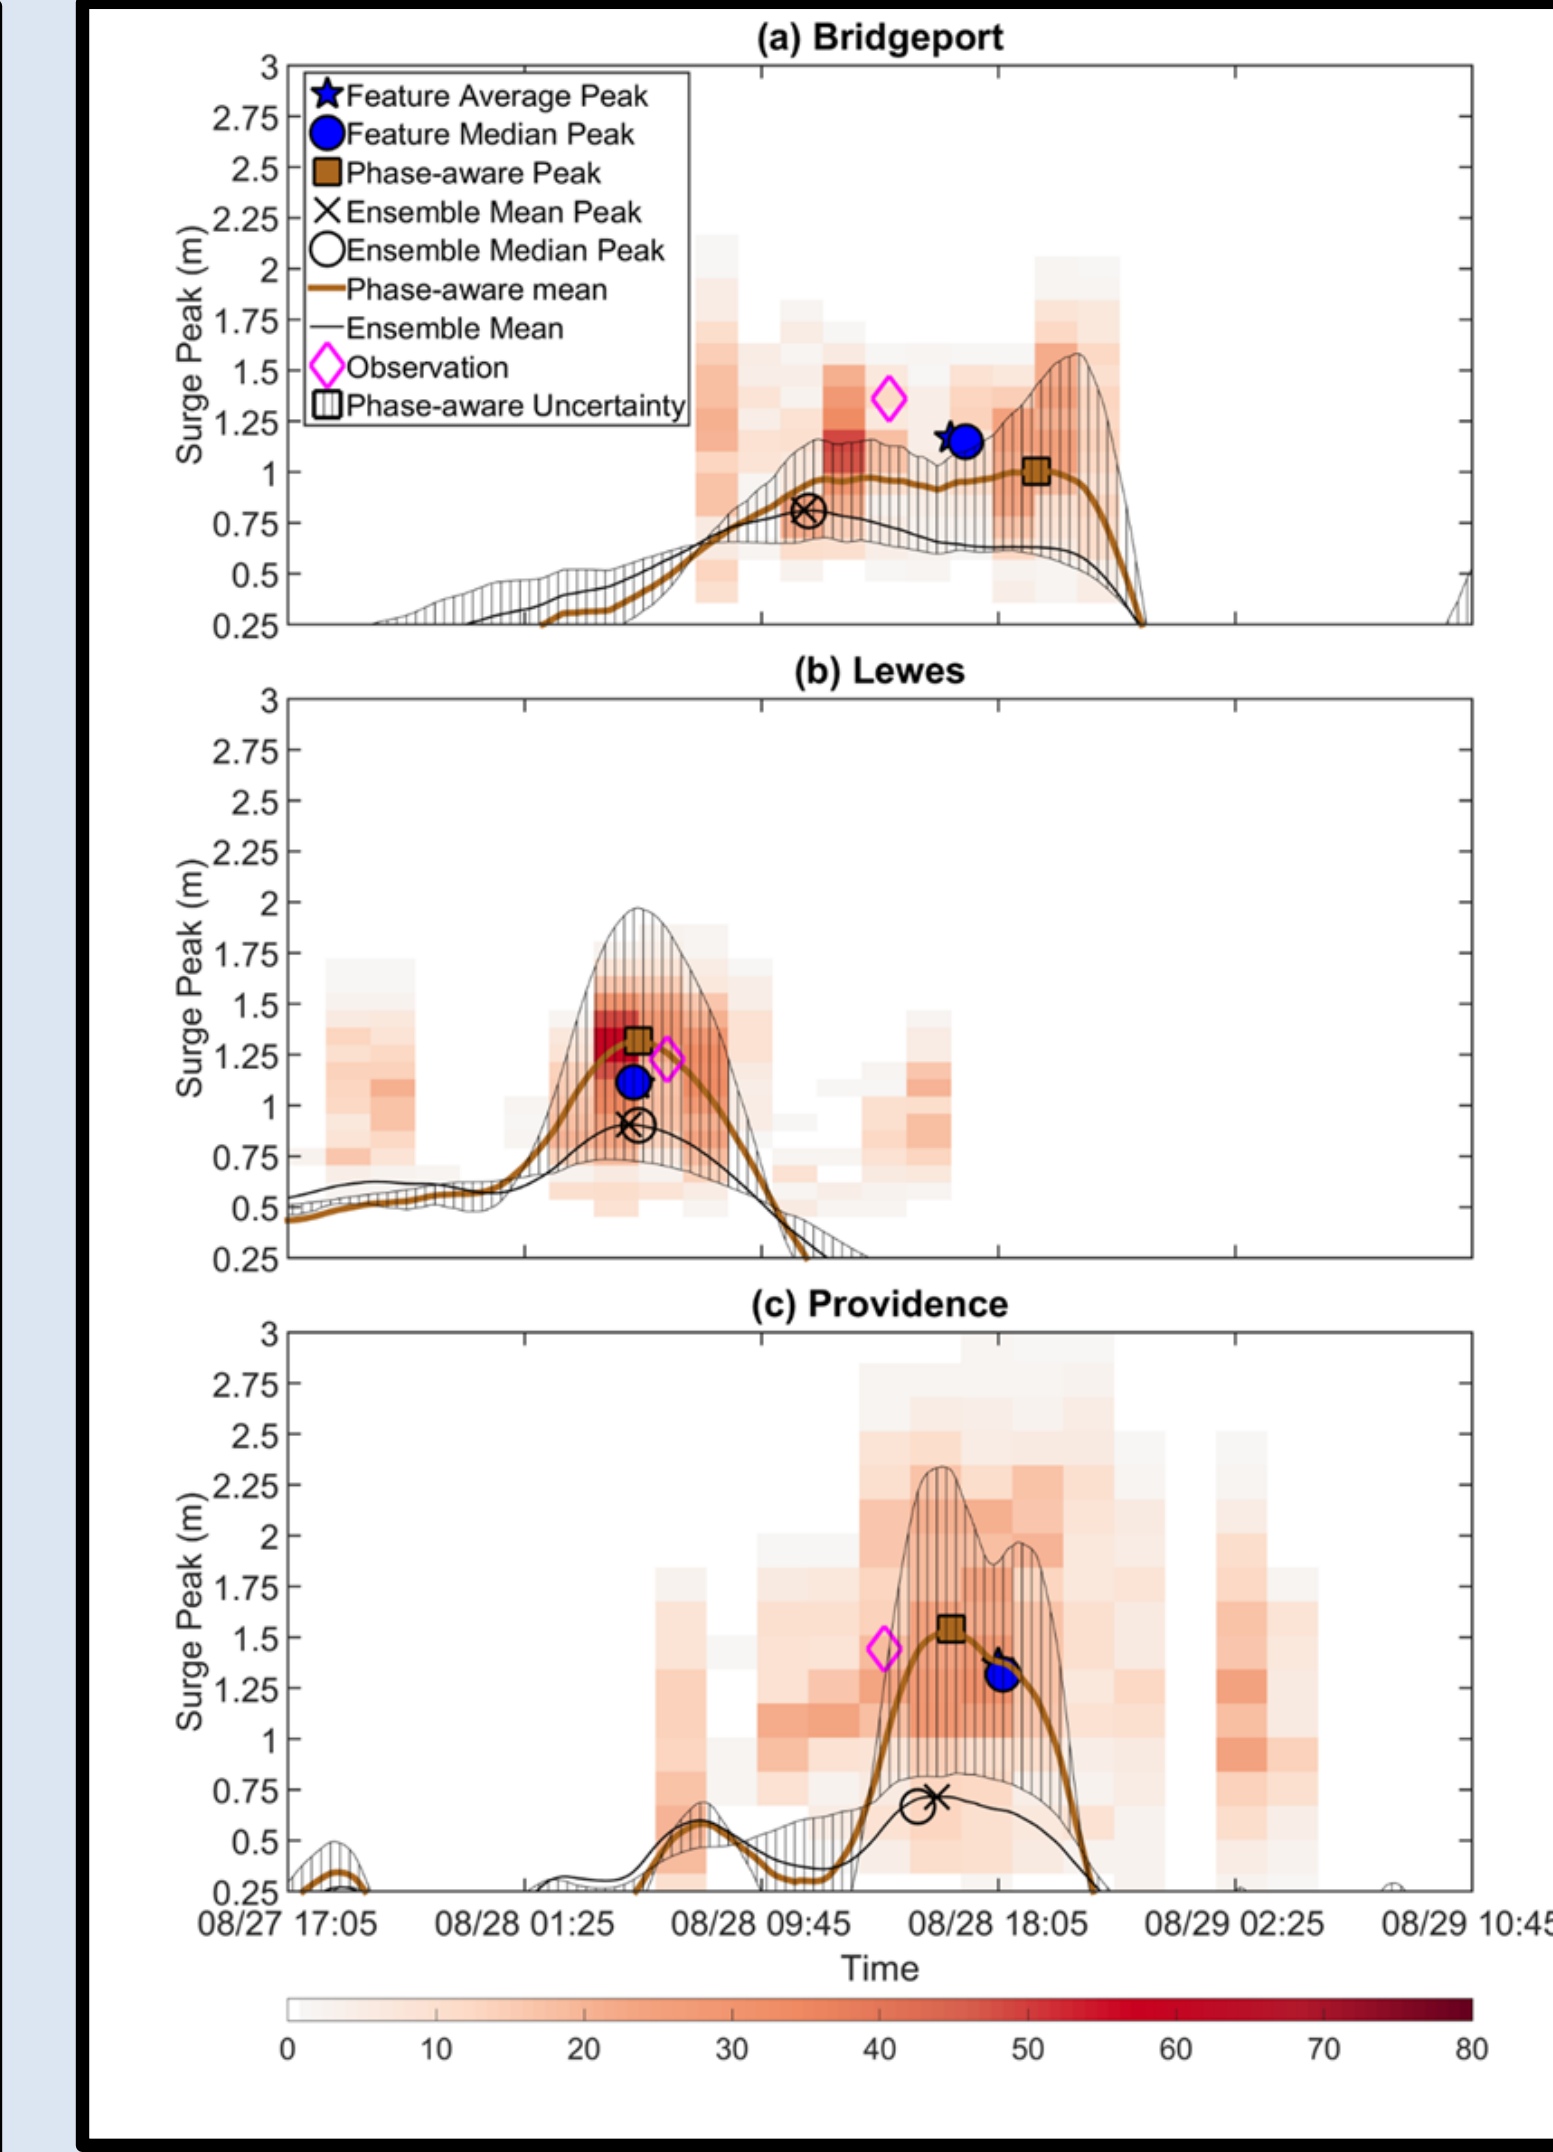 (a) Bridgeport
3
2.75
2.5
2.25
2
1.75
1.5
1.25
1
0.75
0.5
0.25
Surge Peak (m)
Feature Average Peak
Feature Median Peak
Phase-aware Peak
Ensemble Mean Peak
Ensemble Median Peak
Phase-aware mean
Ensemble Mean
Observation
Phase-aware Uncertainty
(b) Lewes
3
2.75
2.5
2.25
2
1.75
1.5
1.25
1
0.75
0.5
0.25
Surge Peak (m)
(c) Providence
3
2.75
2.5
2.25
2
1.75
1.5
1.25
1
0.75
0.5
0.25
Surge Peak (m)
08/27 17:05 08/28 01:25 08/28 09:45 08/28 18:05 08/29 02:25 08/29 10:45
Time
0 10 20 30 40 50 60 70 80